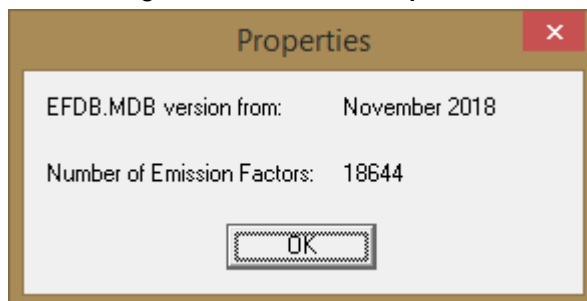 Properties
EFDB.MDB version from: November 2018
Number of Emission Factors: 18644
OK